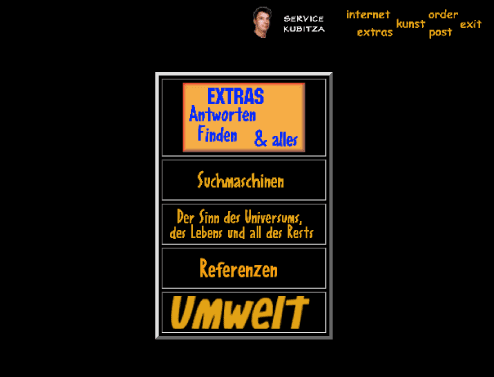 SERVICE
KUBITZA
internet
extras
kunst
order
post
exit
EXTRAS
Antworten
Finden
& alles
Suchmaschinen
Der Sinn des Universums,
des Lebens und all des Rests
Referenzen
Umwelt